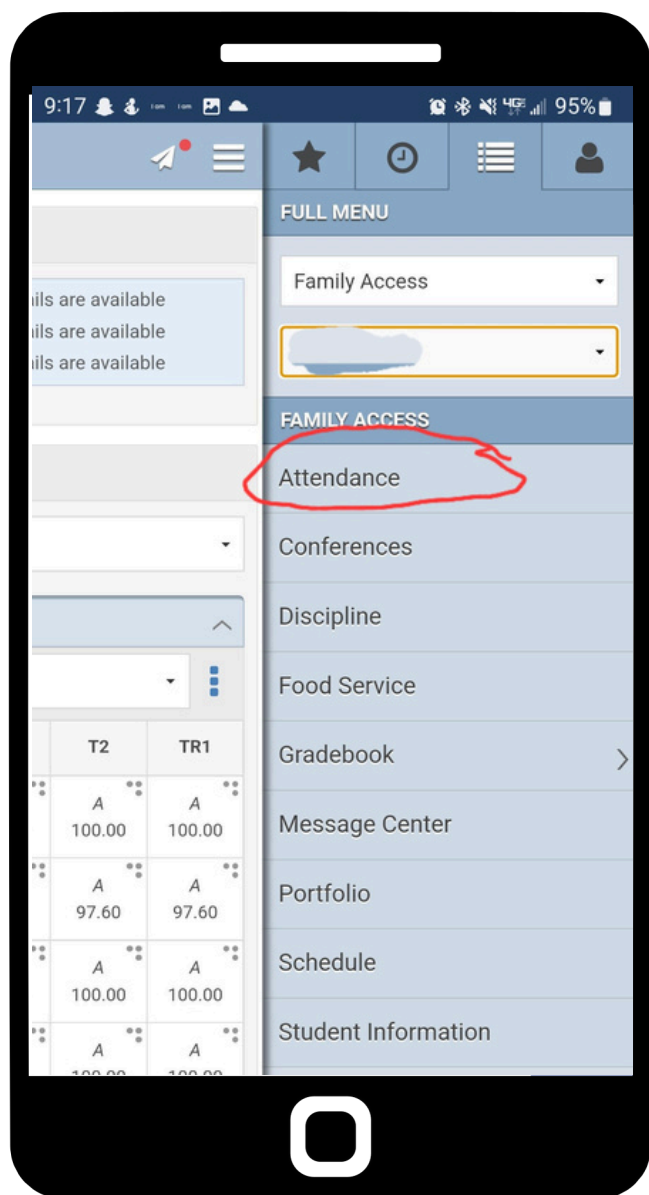 9:17
4GE 95%
FULL MENU
Family Access
ils are available
ils are available
ils are available
FAMILY ACCESS
Attendance
Conferences
Discipline
Food Service
Gradebook
Message Center
Portfolio
Schedule
Student Information
T2 TR1
A A
100.00 100.00
A A
97.60 97.60
A A
100.00 100.00
A A